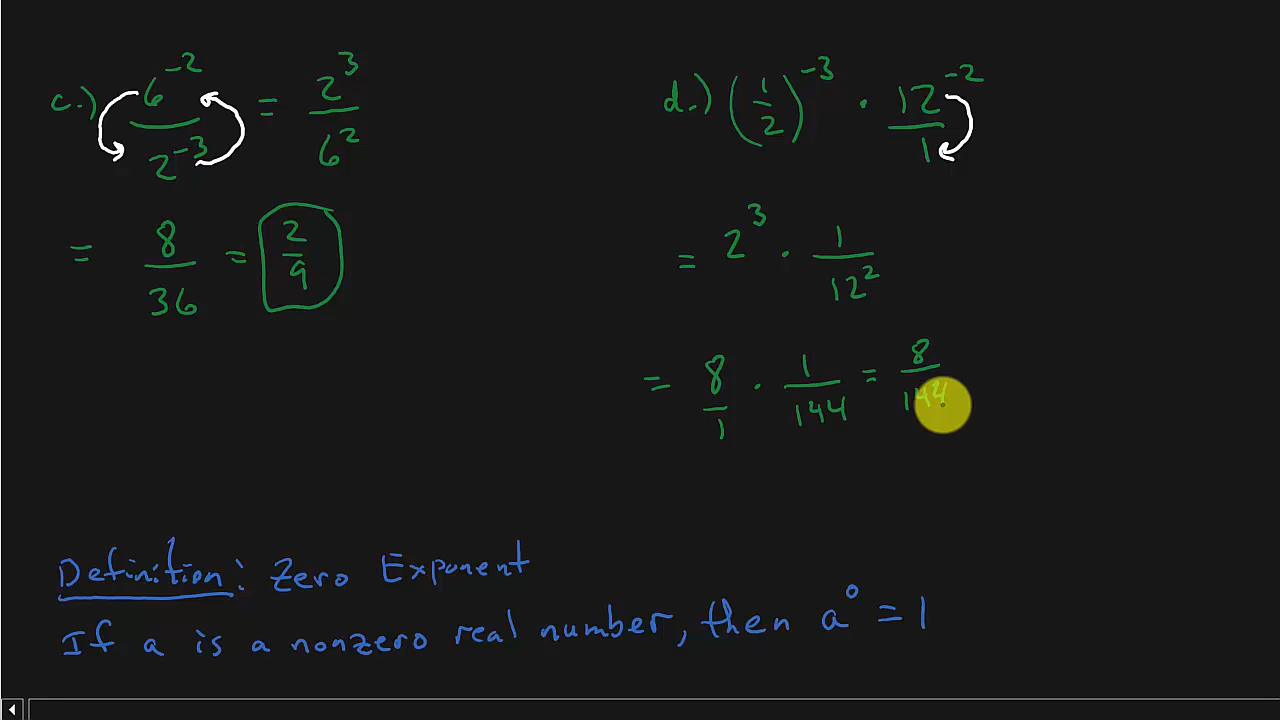 c.) 6^-2 / 2^-3 = 2^3 / 6^2
= 8/36 = 2/9
d.) (1/2)^-3 · 12^-2 / 1
= 2^3 · 1/12^2
= 8/1 · 1/144 = 8/144
Definition: Zero Exponent
If a is a nonzero real number, then a^0 = 1